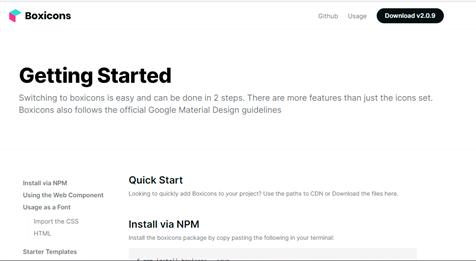 Boxicons
Github Usage Download v2.0.9
Getting Started
Switching to boxicons is easy and can be done in 2 steps. There are more features than just the icons set.
Boxicons also follows the official Google Material Design guidelines
Install via NPM
Using the Web Component
Usage as a Font
Import the CSS
HTML
Starter Templates
Quick Start
Looking to quickly add Boxicons to your project? Use the paths to CDN or Download the files here.
Install via NPM
Install the boxicons package by copy pasting the following in your terminal: